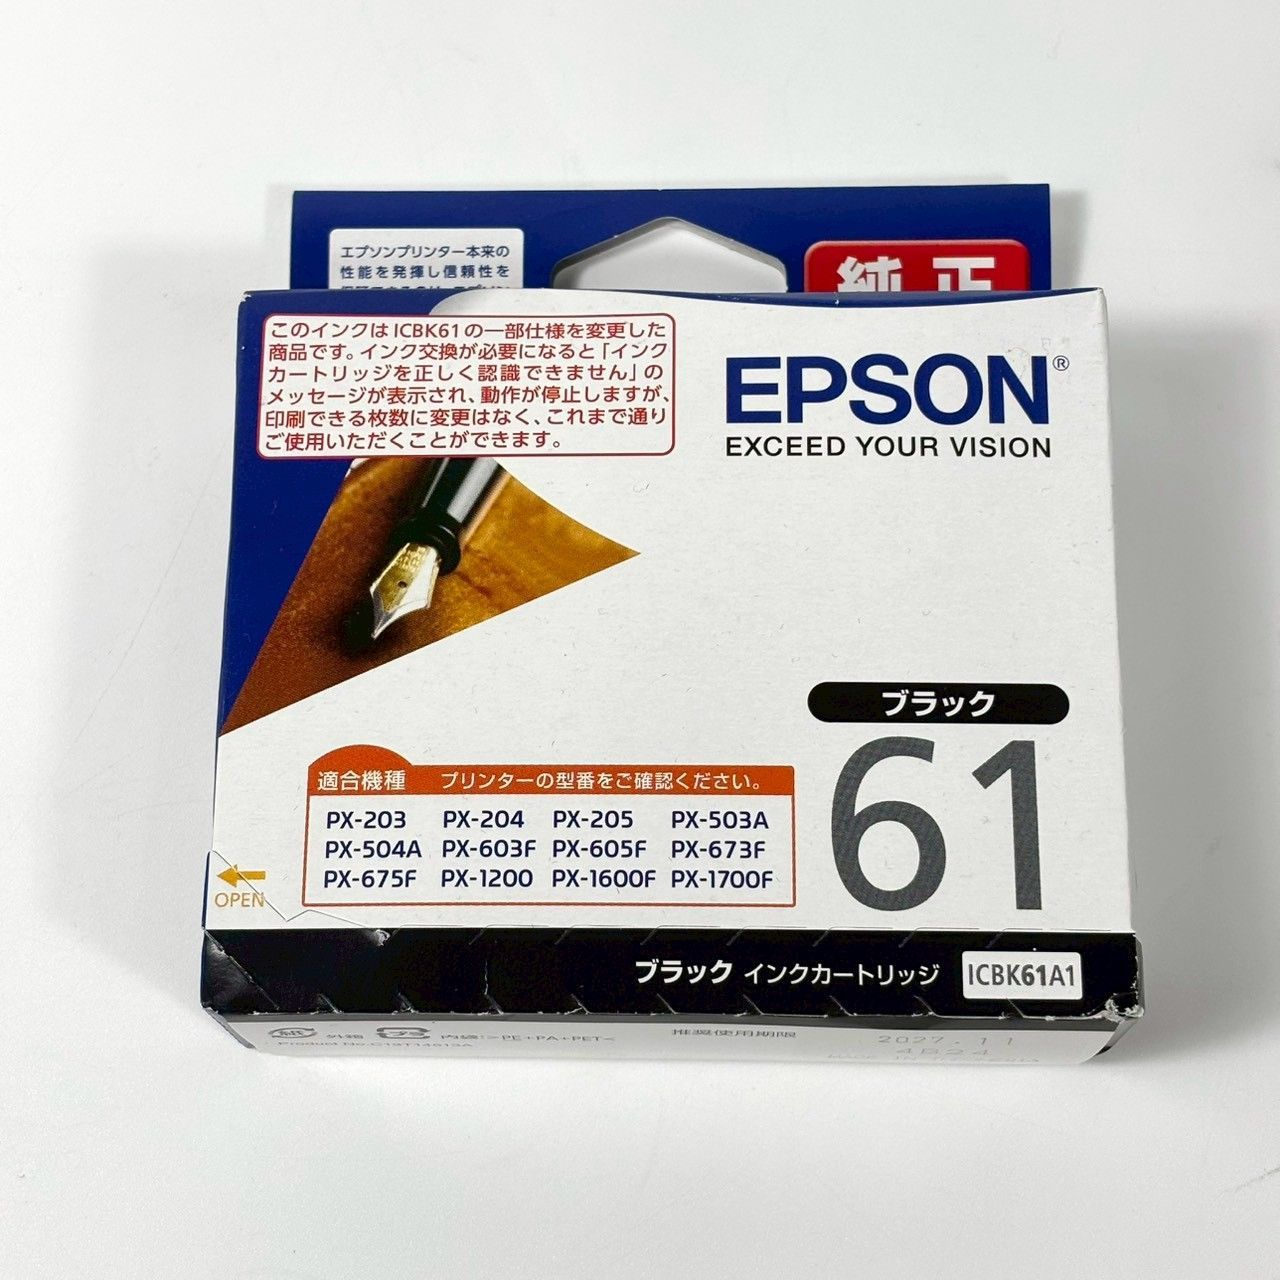 エプソンプリンター本来の
性能を発揮し信頼性を
純正
このインクはICBK61の一部仕様を変更した
商品です。インク交換が必要になると「インク
カートリッジを正しく認識できません」の
メッセージが表示され、動作が停止しますが、
印刷できる枚数に変更はなく、これまで通り
ご使用いただくことができます。
EPSON®
EXCEED YOUR VISION
ブラック
61
適合機種 プリンターの型番をご確認ください。
PX-203 PX-204 PX-205 PX-503A
PX-504A PX-603F PX-605F PX-673F
PX-675F PX-1200 PX-1600F PX-1700F
OPEN
ブラック インクカートリッジ ICBK61A1
紙 外箱 プラ 内袋:>PE+PA+PET<
推奨使用期限
2027.11
4B24